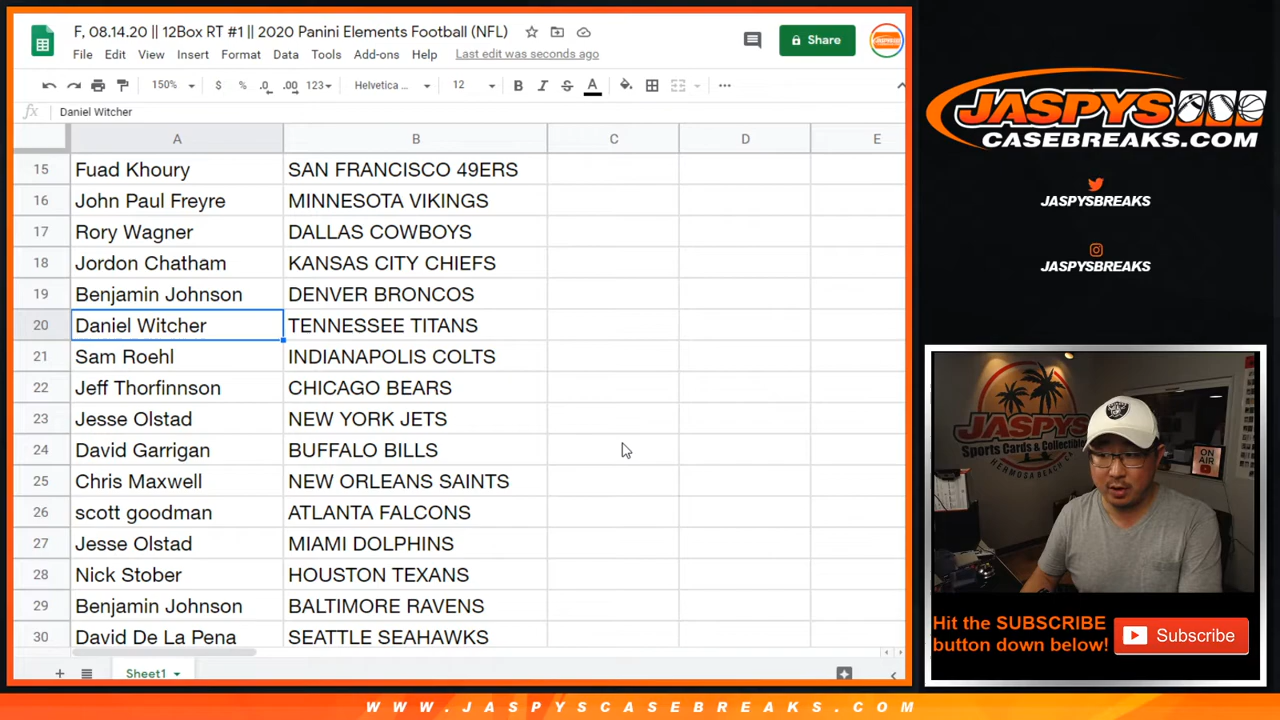 F, 08.14.20 || 12Box RT #1 || 2020 Panini Elements Football (NFL)
File Edit View Insert Format Data Tools Add-ons Help Last edit was seconds ago
Share
150% $ % .0 .00 123 Helvetica ... 12 B I S A ...
fx Daniel Witcher
A B C D E
15 Fuad Khoury SAN FRANCISCO 49ERS
16 John Paul Freyre MINNESOTA VIKINGS
17 Rory Wagner DALLAS COWBOYS
18 Jordon Chatham KANSAS CITY CHIEFS
19 Benjamin Johnson DENVER BRONCOS
20 Daniel Witcher TENNESSEE TITANS
21 Sam Roehl INDIANAPOLIS COLTS
22 Jeff Thorfinnson CHICAGO BEARS
23 Jesse Olstad NEW YORK JETS
24 David Garrigan BUFFALO BILLS
25 Chris Maxwell NEW ORLEANS SAINTS
26 scott goodman ATLANTA FALCONS
27 Jesse Olstad MIAMI DOLPHINS
28 Nick Stober HOUSTON TEXANS
29 Benjamin Johnson BALTIMORE RAVENS
30 David De La Pena SEATTLE SEAHAWKS
Sheet1
JASPYS
CASEBREAKS.COM
JASPYSBREAKS
JASPYSBREAKS
JASPYS
Sports Cards & Collectibles
HERMOSA BEACH
ON
AIR
Hit the SUBSCRIBE
button down below!
Subscribe
WWW.JASPYSCASEBREAKS.COM